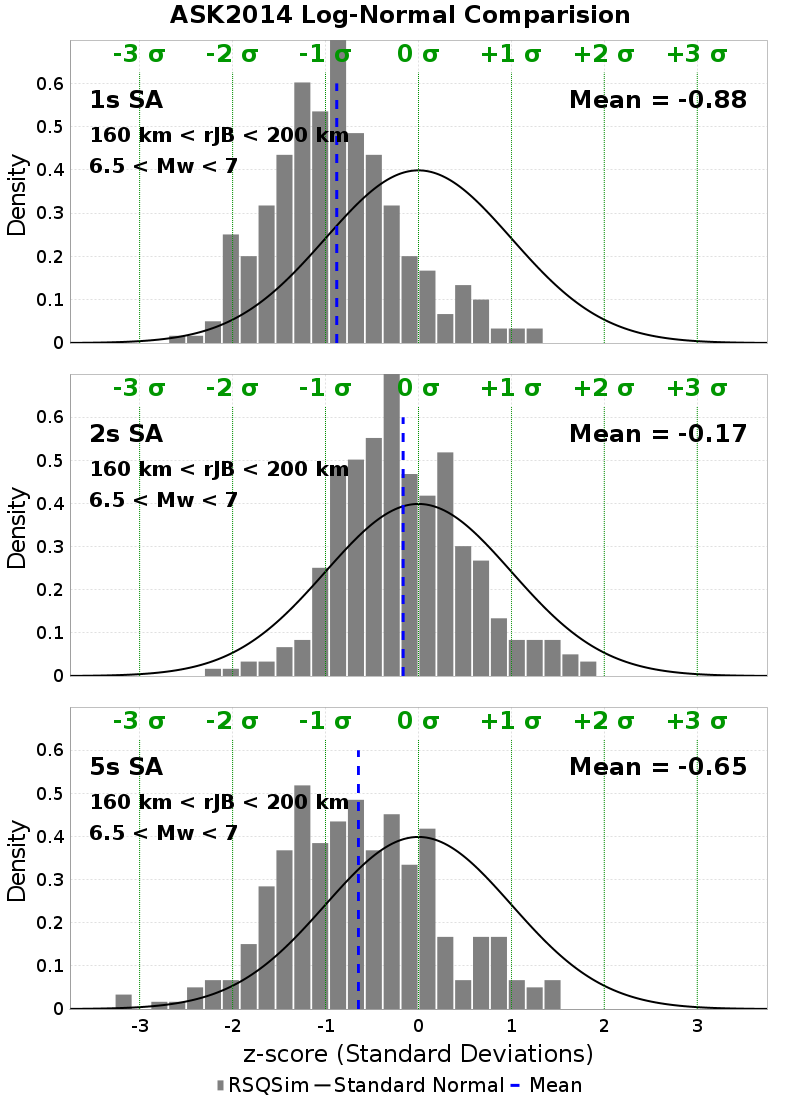 ASK2014 Log-Normal Comparision
-3 σ -2 σ -1 σ 0 σ +1 σ +2 σ +3 σ
1s SA
Mean = -0.88
160 km < rJB < 200 km
6.5 < Mw < 7
Density
0.6
0.5
0.4
0.3
0.2
0.1
0
-3 σ -2 σ -1 σ 0 σ +1 σ +2 σ +3 σ
2s SA
Mean = -0.17
160 km < rJB < 200 km
6.5 < Mw < 7
Density
0.6
0.5
0.4
0.3
0.2
0.1
0
-3 σ -2 σ -1 σ 0 σ +1 σ +2 σ +3 σ
5s SA
Mean = -0.65
160 km < rJB < 200 km
6.5 < Mw < 7
Density
0.6
0.5
0.4
0.3
0.2
0.1
0
-3 -2 -1 0 1 2 3
z-score (Standard Deviations)
RSQSim Standard Normal Mean